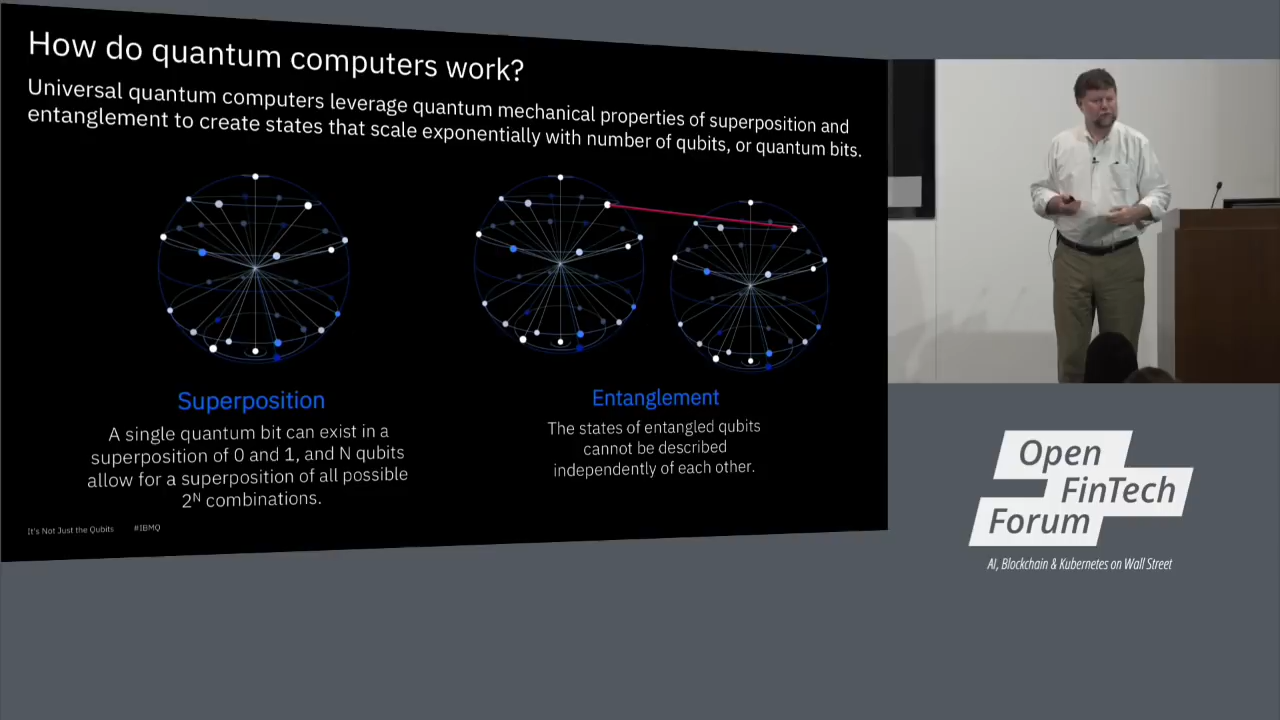 How do quantum computers work?
Universal quantum computers leverage quantum mechanical properties of superposition and
entanglement to create states that scale exponentially with number of qubits, or quantum bits.
Superposition
A single quantum bit can exist in a
superposition of 0 and 1, and N qubits
allow for a superposition of all possible
2ᴺ combinations.
Entanglement
The states of entangled qubits
cannot be described
independently of each other.
It's Not Just the Qubits
#IBMQ
Open
FinTech
Forum
AI, Blockchain & Kubernetes on Wall Street